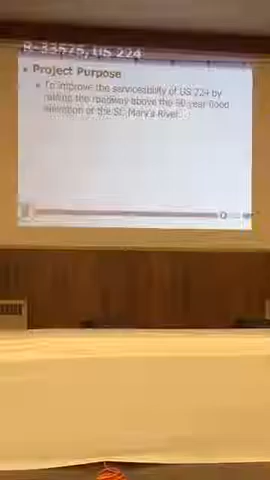 R-33575, US 224
• Project Purpose
• To improve the serviceability of US 224 by
raising the roadway above the 50 year flood
elevation of the St. Mary's River.